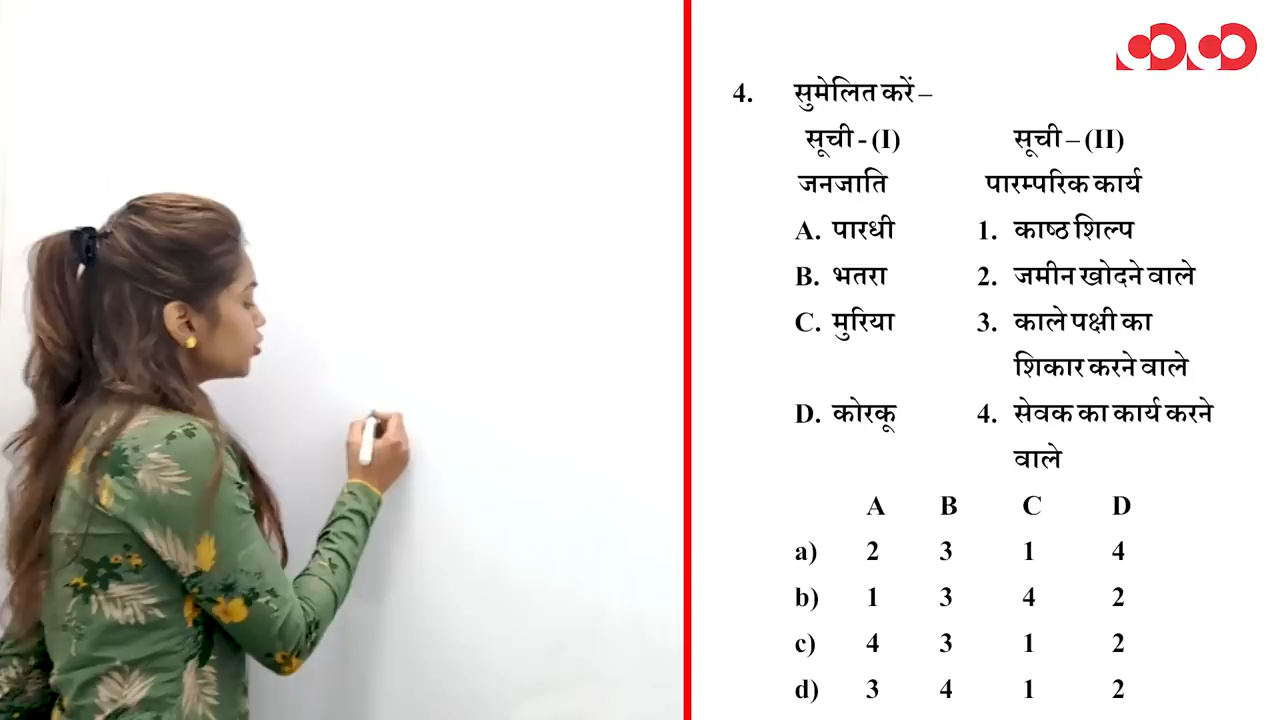 4. सुमेलित करें –
सूची - (I) सूची – (II)
जनजाति पारम्परिक कार्य
A. पारधी 1. काष्ठ शिल्प
B. भतरा 2. जमीन खोदने वाले
C. मुरिया 3. काले पक्षी का
शिकार करने वाले
D. कोरकू 4. सेवक का कार्य करने
वाले
A B C D
a) 2 3 1 4
b) 1 3 4 2
c) 4 3 1 2
d) 3 4 1 2